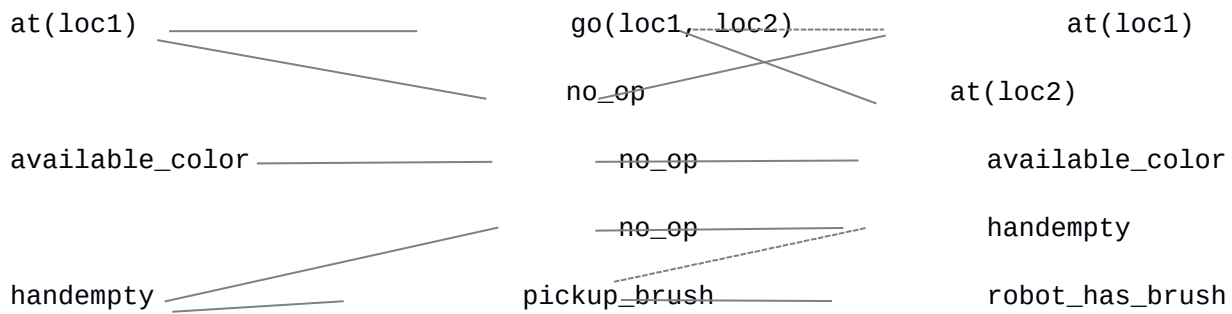 at(loc1) go(loc1, loc2) at(loc1)
no_op at(loc2)
available_color no_op available_color
no_op handempty
handempty pickup_brush robot_has_brush